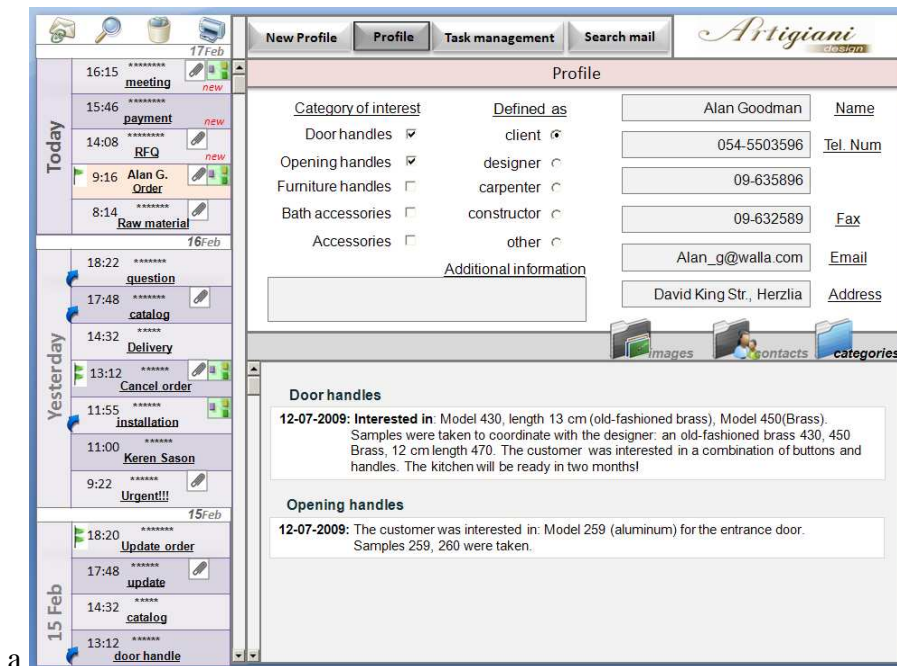 17Feb
Today
16:15 ******** meeting new
15:46 ******** payment new
14:08 ******** RFQ new
9:16 Alan G. Order
8:14 ******* Raw material
16Feb
Yesterday
18:22 ******* question
17:48 ******* catalog
14:32 ***** Delivery
13:12 ****** Cancel order
11:55 ****** installation
11:00 ****** Keren Sason
9:22 ****** Urgent!!!
15Feb
15 Feb
18:20 ******* Update order
17:48 ****** update
14:32 ***** catalog
13:12 ****** door handle
New Profile Profile Task management Search mail Artigiani design
Profile
Category of interest
Door handles
Opening handles
Furniture handles
Bath accessories
Accessories
Defined as
client
designer
carpenter
constructor
other
Additional information
Alan Goodman Name
054-5503596 Tel. Num
09-635896
09-632589 Fax
Alan_g@walla.com Email
David King Str., Herzlia Address
images contacts categories
Door handles
12-07-2009: Interested in: Model 430, length 13 cm (old-fashioned brass), Model 450(Brass).
Samples were taken to coordinate with the designer: an old-fashioned brass 430, 450
Brass, 12 cm length 470. The customer was interested in a combination of buttons and
handles. The kitchen will be ready in two months!
Opening handles
12-07-2009: The customer was interested in: Model 259 (aluminum) for the entrance door.
Samples 259, 260 were taken.
a